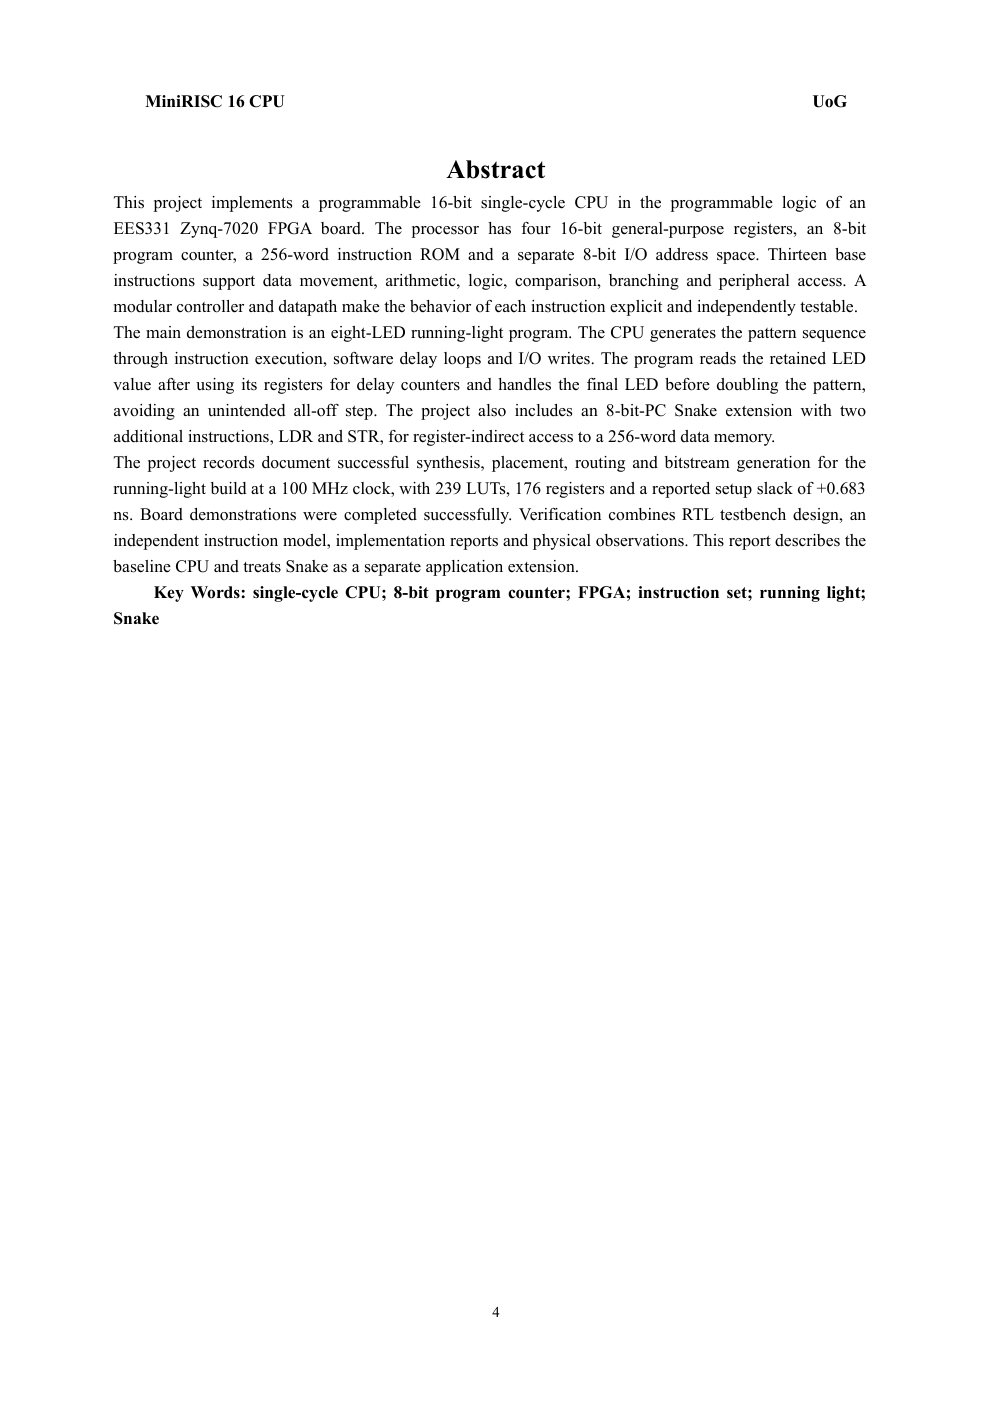 MiniRISC 16 CPU UoG
Abstract
This project implements a programmable 16-bit single-cycle CPU in the programmable logic of an
EES331 Zynq-7020 FPGA board. The processor has four 16-bit general-purpose registers, an 8-bit
program counter, a 256-word instruction ROM and a separate 8-bit I/O address space. Thirteen base
instructions support data movement, arithmetic, logic, comparison, branching and peripheral access. A
modular controller and datapath make the behavior of each instruction explicit and independently testable.
The main demonstration is an eight-LED running-light program. The CPU generates the pattern sequence
through instruction execution, software delay loops and I/O writes. The program reads the retained LED
value after using its registers for delay counters and handles the final LED before doubling the pattern,
avoiding an unintended all-off step. The project also includes an 8-bit-PC Snake extension with two
additional instructions, LDR and STR, for register-indirect access to a 256-word data memory.
The project records document successful synthesis, placement, routing and bitstream generation for the
running-light build at a 100 MHz clock, with 239 LUTs, 176 registers and a reported setup slack of +0.683
ns. Board demonstrations were completed successfully. Verification combines RTL testbench design, an
independent instruction model, implementation reports and physical observations. This report describes the
baseline CPU and treats Snake as a separate application extension.
Key Words: single-cycle CPU; 8-bit program counter; FPGA; instruction set; running light;
Snake
4